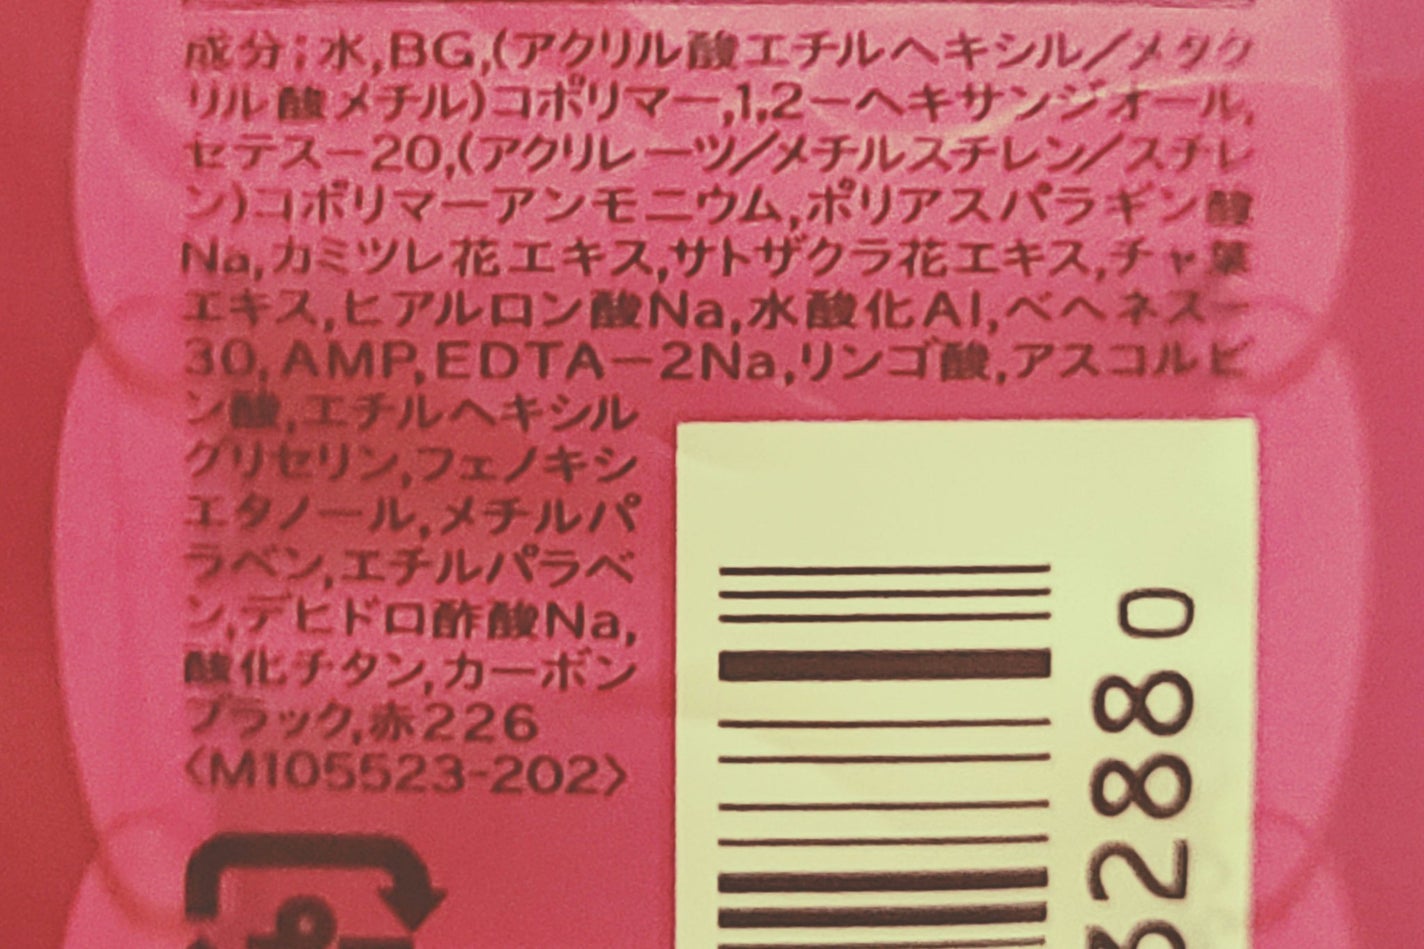 成分;水,BG,(アクリル酸エチルヘキシル/メタク
リル酸メチル)コポリマー,1,2-ヘキサンジオール,
セテス-20,(アクリレーツ/メチルスチレン/スチレ
ン)コポリマーアンモニウム,ポリアスパラギン酸
Na,カミツレ花エキス,サトザクラ花エキス,チャ葉
エキス,ヒアルロン酸Na,水酸化Al,ベヘネス-
30,AMP,EDTA-2Na,リンゴ酸,アスコルビ
ン酸,エチルヘキシル
グリセリン,フェノキシ
エタノール,メチルパ
ラベン,エチルパラベ
ン,デヒドロ酢酸Na,
酸化チタン,カーボン
ブラック,赤226
〈M105523-202〉
32880